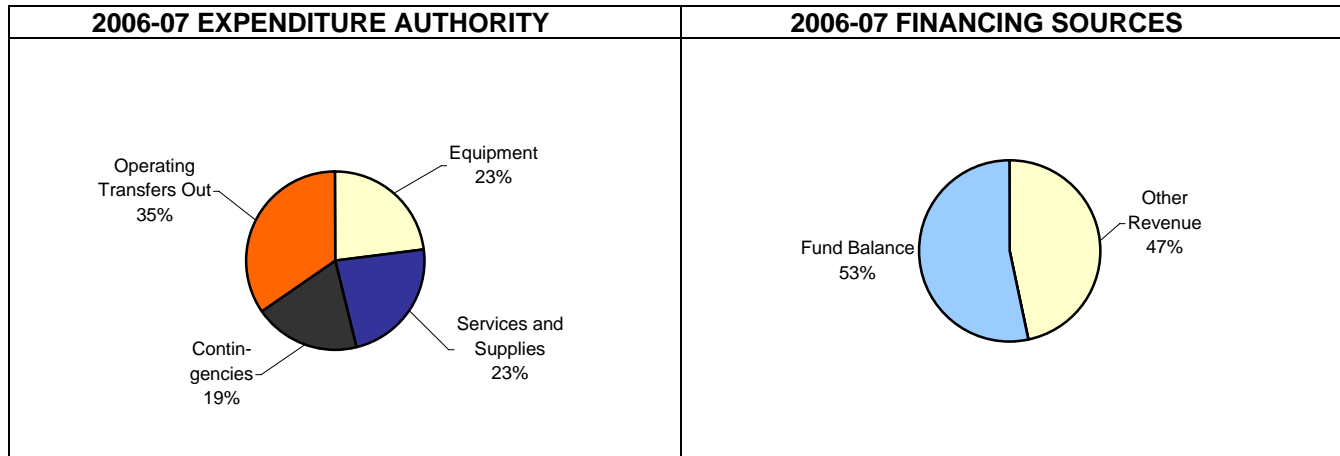 2006-07 EXPENDITURE AUTHORITY
2006-07 FINANCING SOURCES
Operating
Transfers Out
35%
Equipment
23%
Services and
Supplies
23%
Contin-
gencies
19%
Fund Balance
53%
Other
Revenue
47%